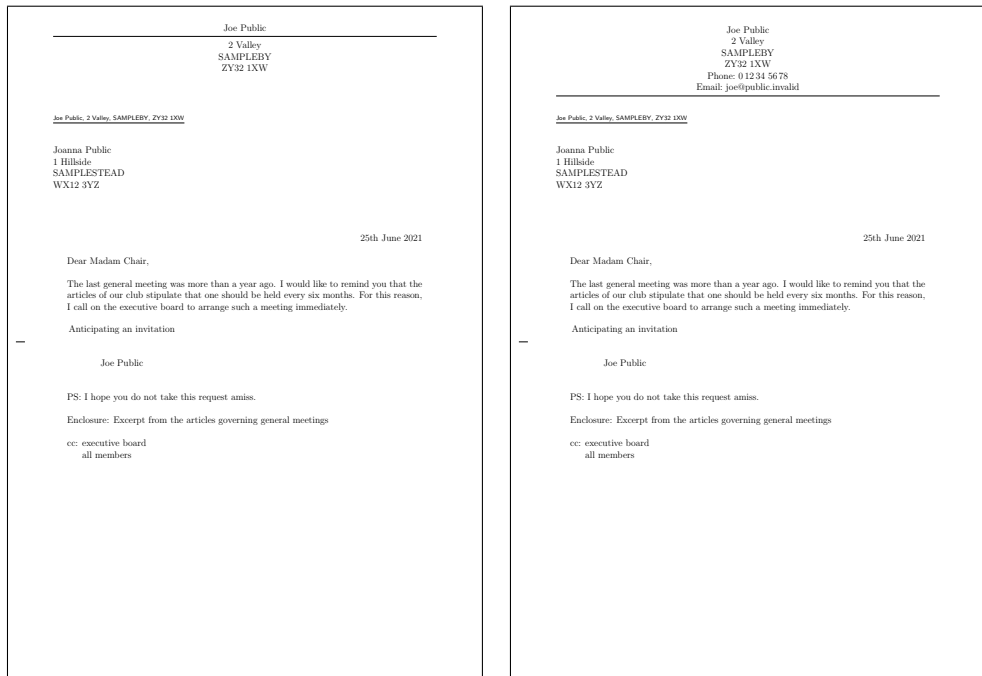 Joe Public
2 Valley
SAMPLEBY
ZY32 1XW
Joe Public, 2 Valley, SAMPLEBY, ZY32 1XW
Joanna Public
1 Hillside
SAMPLESTEAD
WX12 3YZ
25th June 2021
Dear Madam Chair,
The last general meeting was more than a year ago. I would like to remind you that the
articles of our club stipulate that one should be held every six months. For this reason,
I call on the executive board to arrange such a meeting immediately.
Anticipating an invitation
Joe Public
PS: I hope you do not take this request amiss.
Enclosure: Excerpt from the articles governing general meetings
cc: executive board
all members
Joe Public
2 Valley
SAMPLEBY
ZY32 1XW
Phone: 0 12 34 56 78
Email: joe@public.invalid
Joe Public, 2 Valley, SAMPLEBY, ZY32 1XW
Joanna Public
1 Hillside
SAMPLESTEAD
WX12 3YZ
25th June 2021
Dear Madam Chair,
The last general meeting was more than a year ago. I would like to remind you that the
articles of our club stipulate that one should be held every six months. For this reason,
I call on the executive board to arrange such a meeting immediately.
Anticipating an invitation
Joe Public
PS: I hope you do not take this request amiss.
Enclosure: Excerpt from the articles governing general meetings
cc: executive board
all members